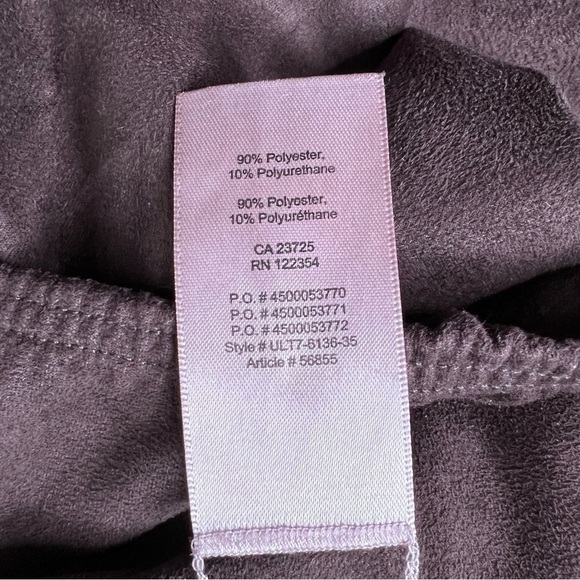 90% Polyester,
10% Polyurethane
90% Polyester,
10% Polyuréthane
CA 23725
RN 122354
P.O. # 4500053770
P.O. # 4500053771
P.O. # 4500053772
Style # ULT7-6136-35
Article # 56855